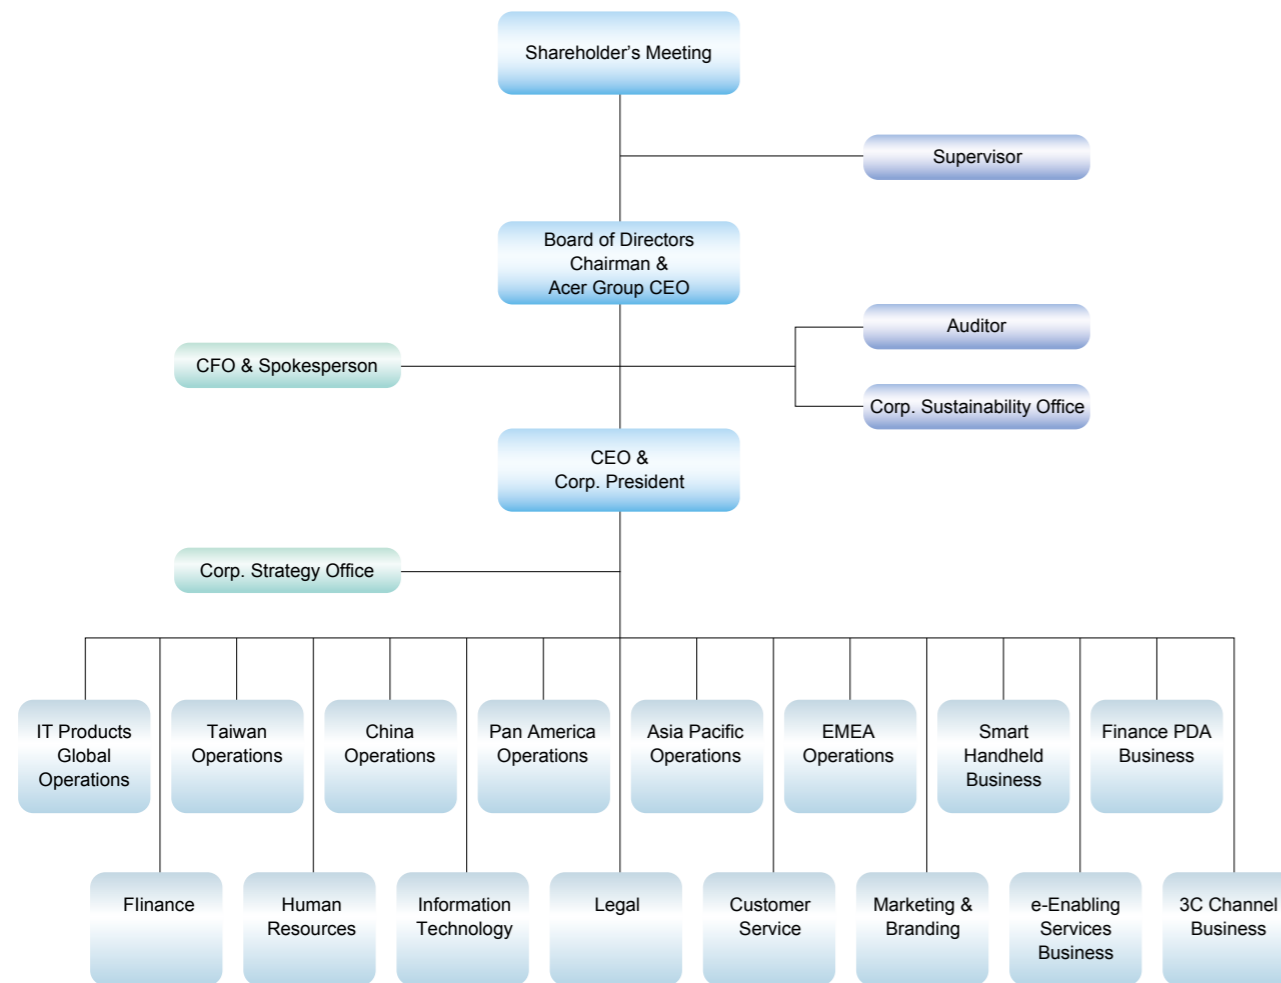 Shareholder's Meeting
Supervisor
Board of Directors
Chairman &
Acer Group CEO
Auditor
CFO & Spokesperson
Corp. Sustainability Office
CEO &
Corp. President
Corp. Strategy Office
IT Products
Global
Operations
Taiwan
Operations
China
Operations
Pan America
Operations
Asia Pacific
Operations
EMEA
Operations
Smart
Handheld
Business
Finance PDA
Business
Flinance
Human
Resources
Information
Technology
Legal
Customer
Service
Marketing &
Branding
e-Enabling
Services
Business
3C Channel
Business